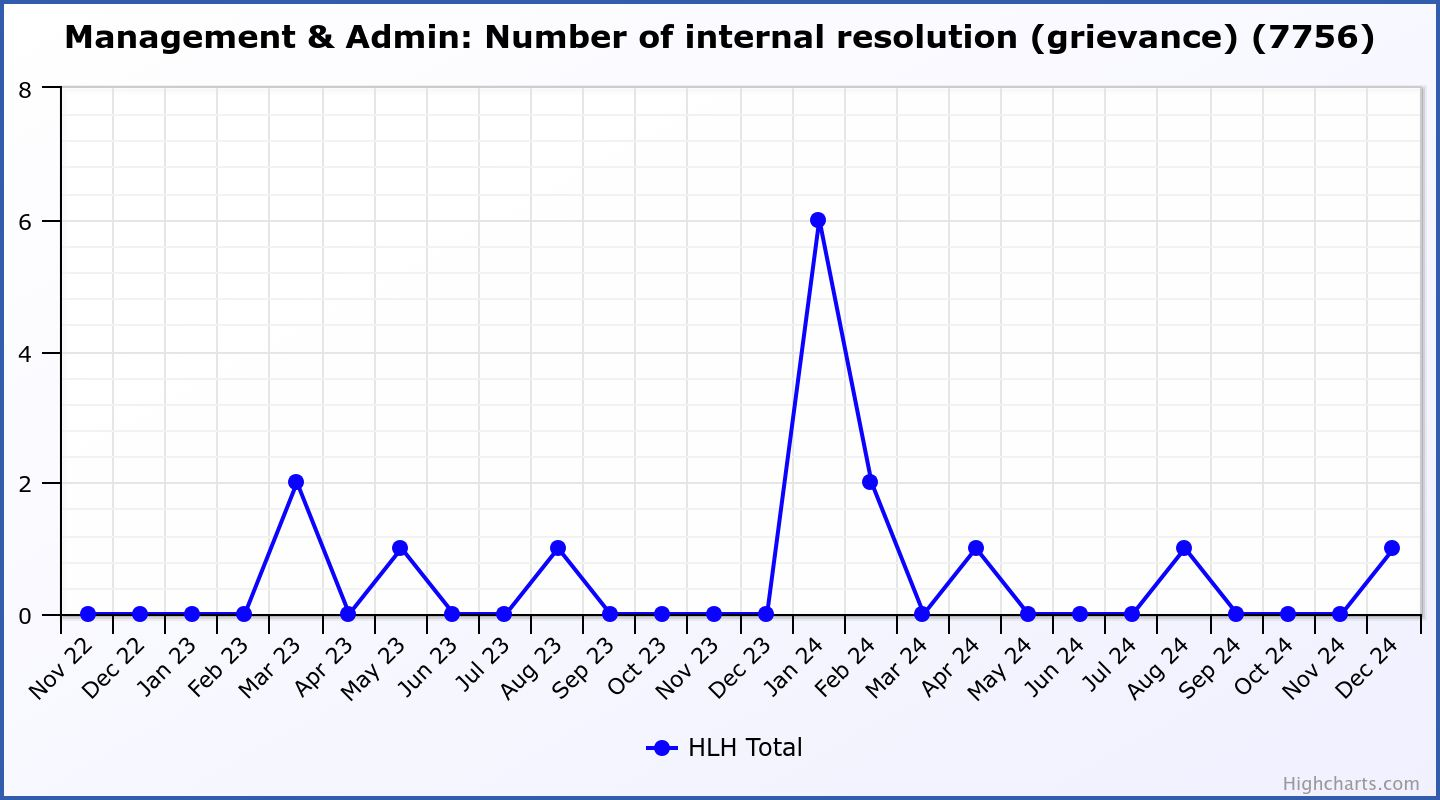 Management & Admin: Number of internal resolution (grievance) (7756)
8
6
4
2
0
Nov 22
Dec 22
Jan 23
Feb 23
Mar 23
Apr 23
May 23
Jun 23
Jul 23
Aug 23
Sep 23
Oct 23
Nov 23
Dec 23
Jan 24
Feb 24
Mar 24
Apr 24
May 24
Jun 24
Jul 24
Aug 24
Sep 24
Oct 24
Nov 24
Dec 24
HLH Total
Highcharts.com